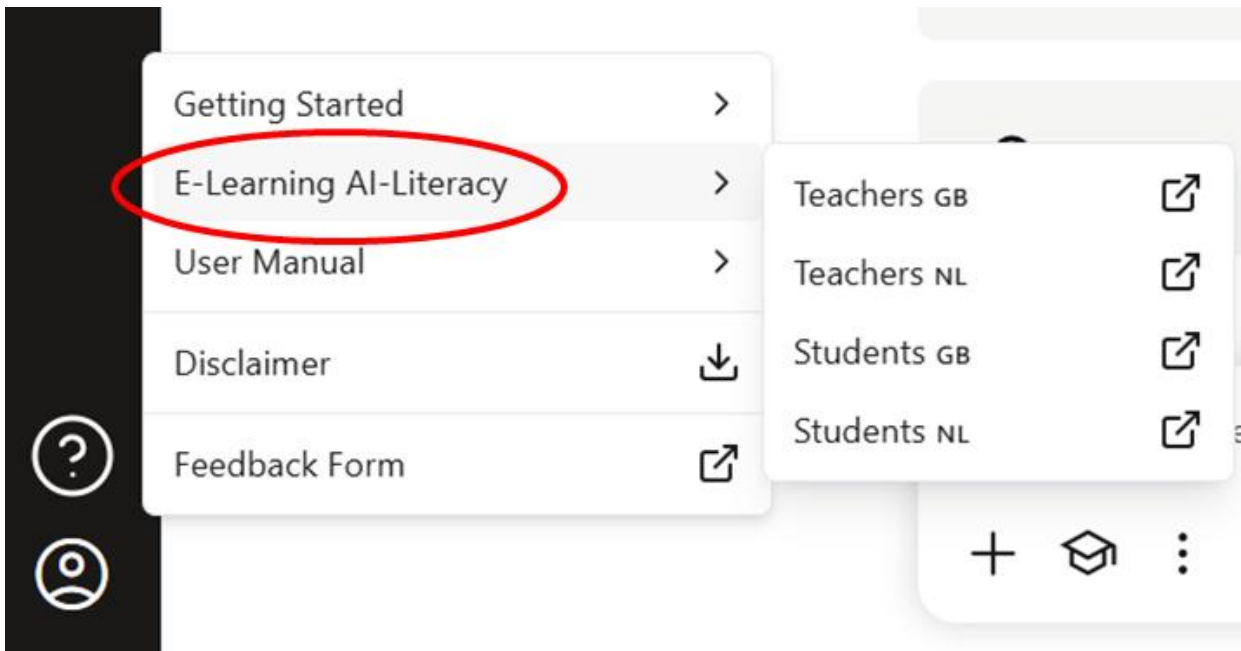 Getting Started
E-Learning AI-Literacy
User Manual
Disclaimer
Feedback Form
Teachers GB
Teachers NL
Students GB
Students NL